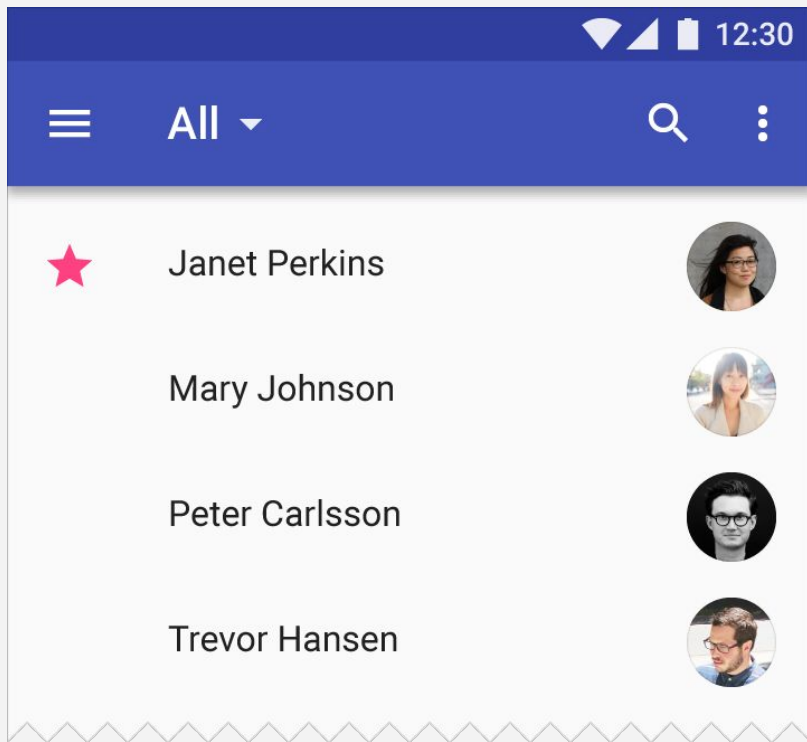 12:30
All
Janet Perkins
Mary Johnson
Peter Carlsson
Trevor Hansen